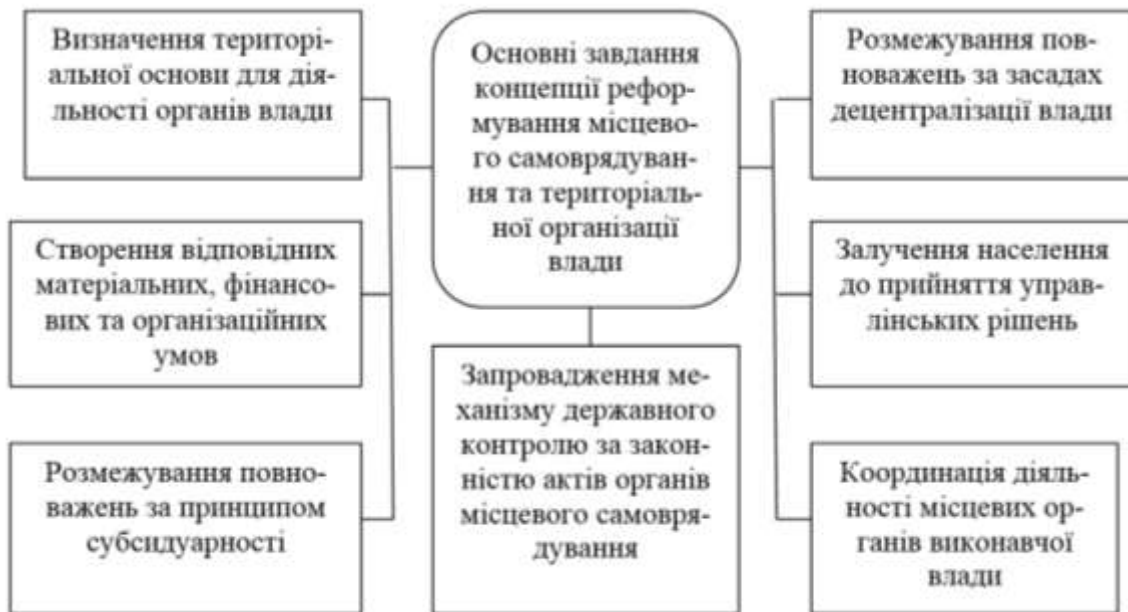 Визначення територі-
альної основи для дія-
льності органів влади
Створення відповідних
матеріальних, фінансо-
вих та організаційних
умов
Розмежування повно-
важень за принципом
субсидуарності
Основні завдання
концепції рефор-
мування місцево-
го самоврядуван-
ня та територіаль-
ної організації
влади
Запровадження ме-
ханізму державного
контролю за закон-
ністю актів органів
місцевого самовря-
дування
Розмежування пов-
новажень за засадах
децентралізації влади
Залучення населення
до прийняття управ-
лінських рішень
Координація діяль-
ності місцевих ор-
ганів виконавчої
влади